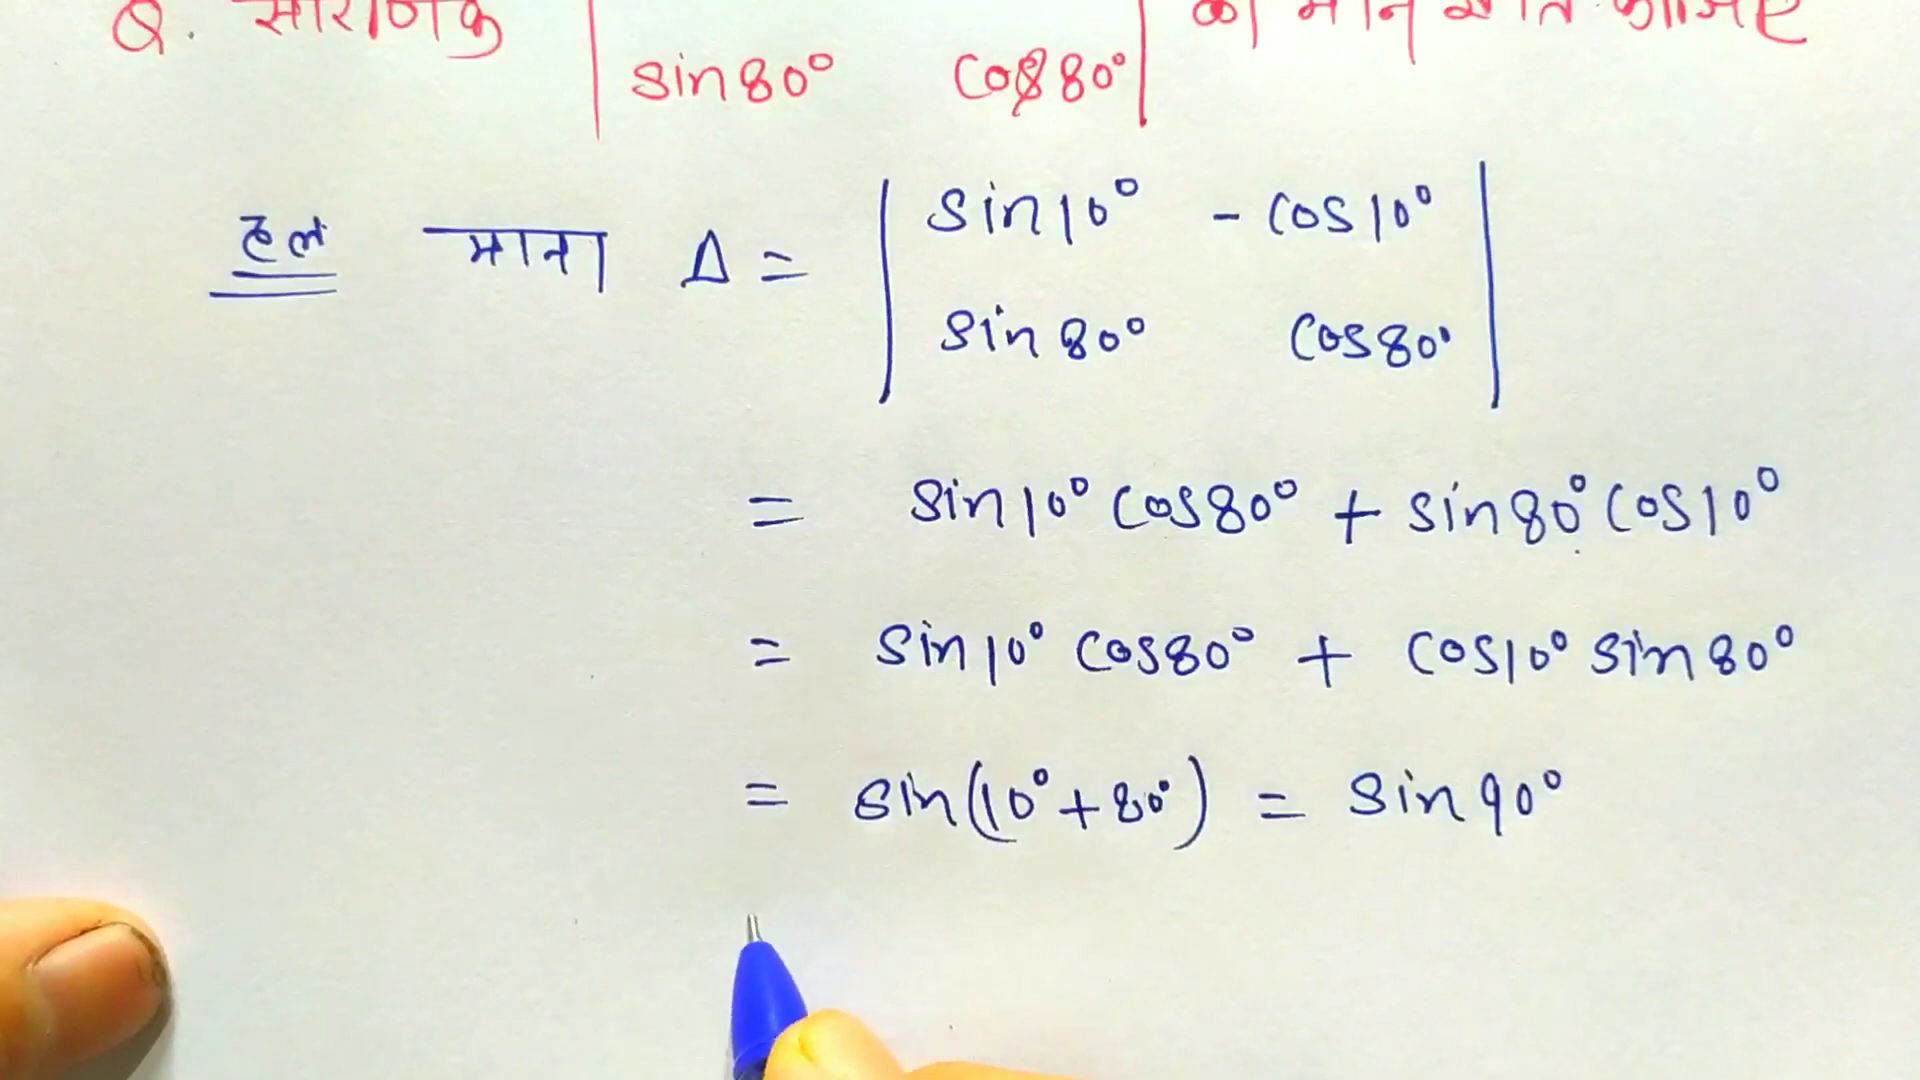 Q. सारणिक | | का मान ज्ञात कीजिए
sin80° cos80°
हल माना Δ = | sin10° - cos10° |
| sin80° cos80° |
= sin10° cos80° + sin80° cos10°
= sin10° cos80° + cos10° sin80°
= sin(10°+80°) = sin90°